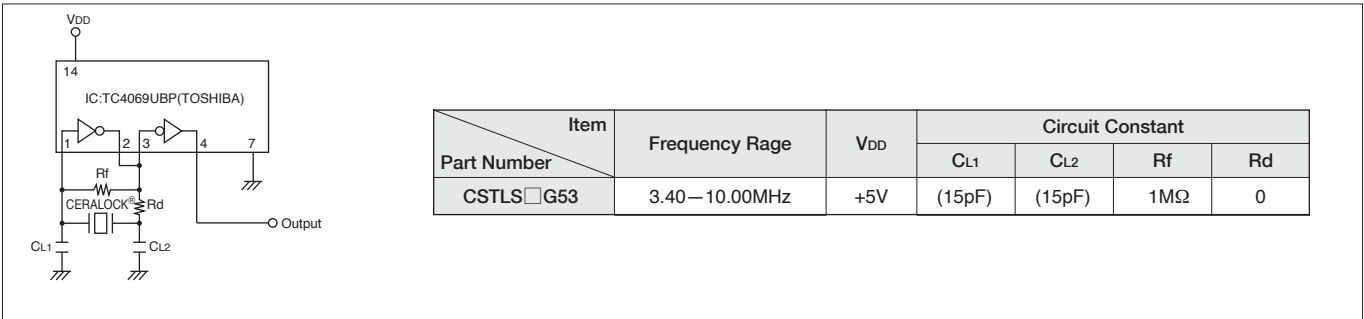 VDD
14
IC:TC4069UBP(TOSHIBA)
1 2 3 4 7
Rf
CERALOCK® Rd
Output
CL1 CL2
Item
Part Number
Frequency Rage
VDD
Circuit Constant
CL1 CL2 Rf Rd
CSTLS□G53 3.40—10.00MHz +5V (15pF) (15pF) 1MΩ 0